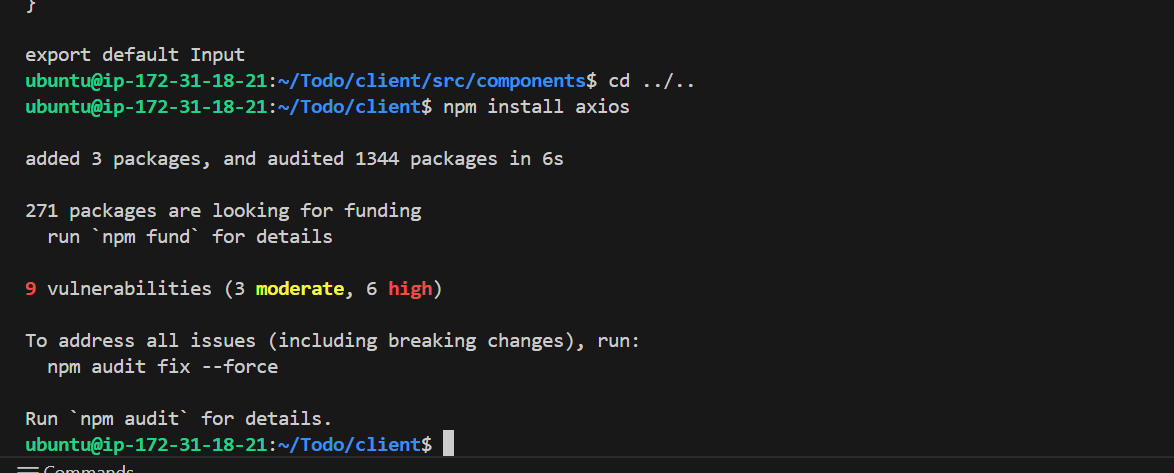 }
export default Input
ubuntu@ip-172-31-18-21:~/Todo/client/src/components$ cd ../..
ubuntu@ip-172-31-18-21:~/Todo/client$ npm install axios
added 3 packages, and audited 1344 packages in 6s
271 packages are looking for funding
  run `npm fund` for details
9 vulnerabilities (3 moderate, 6 high)
To address all issues (including breaking changes), run:
  npm audit fix --force
Run `npm audit` for details.
ubuntu@ip-172-31-18-21:~/Todo/client$
Commands